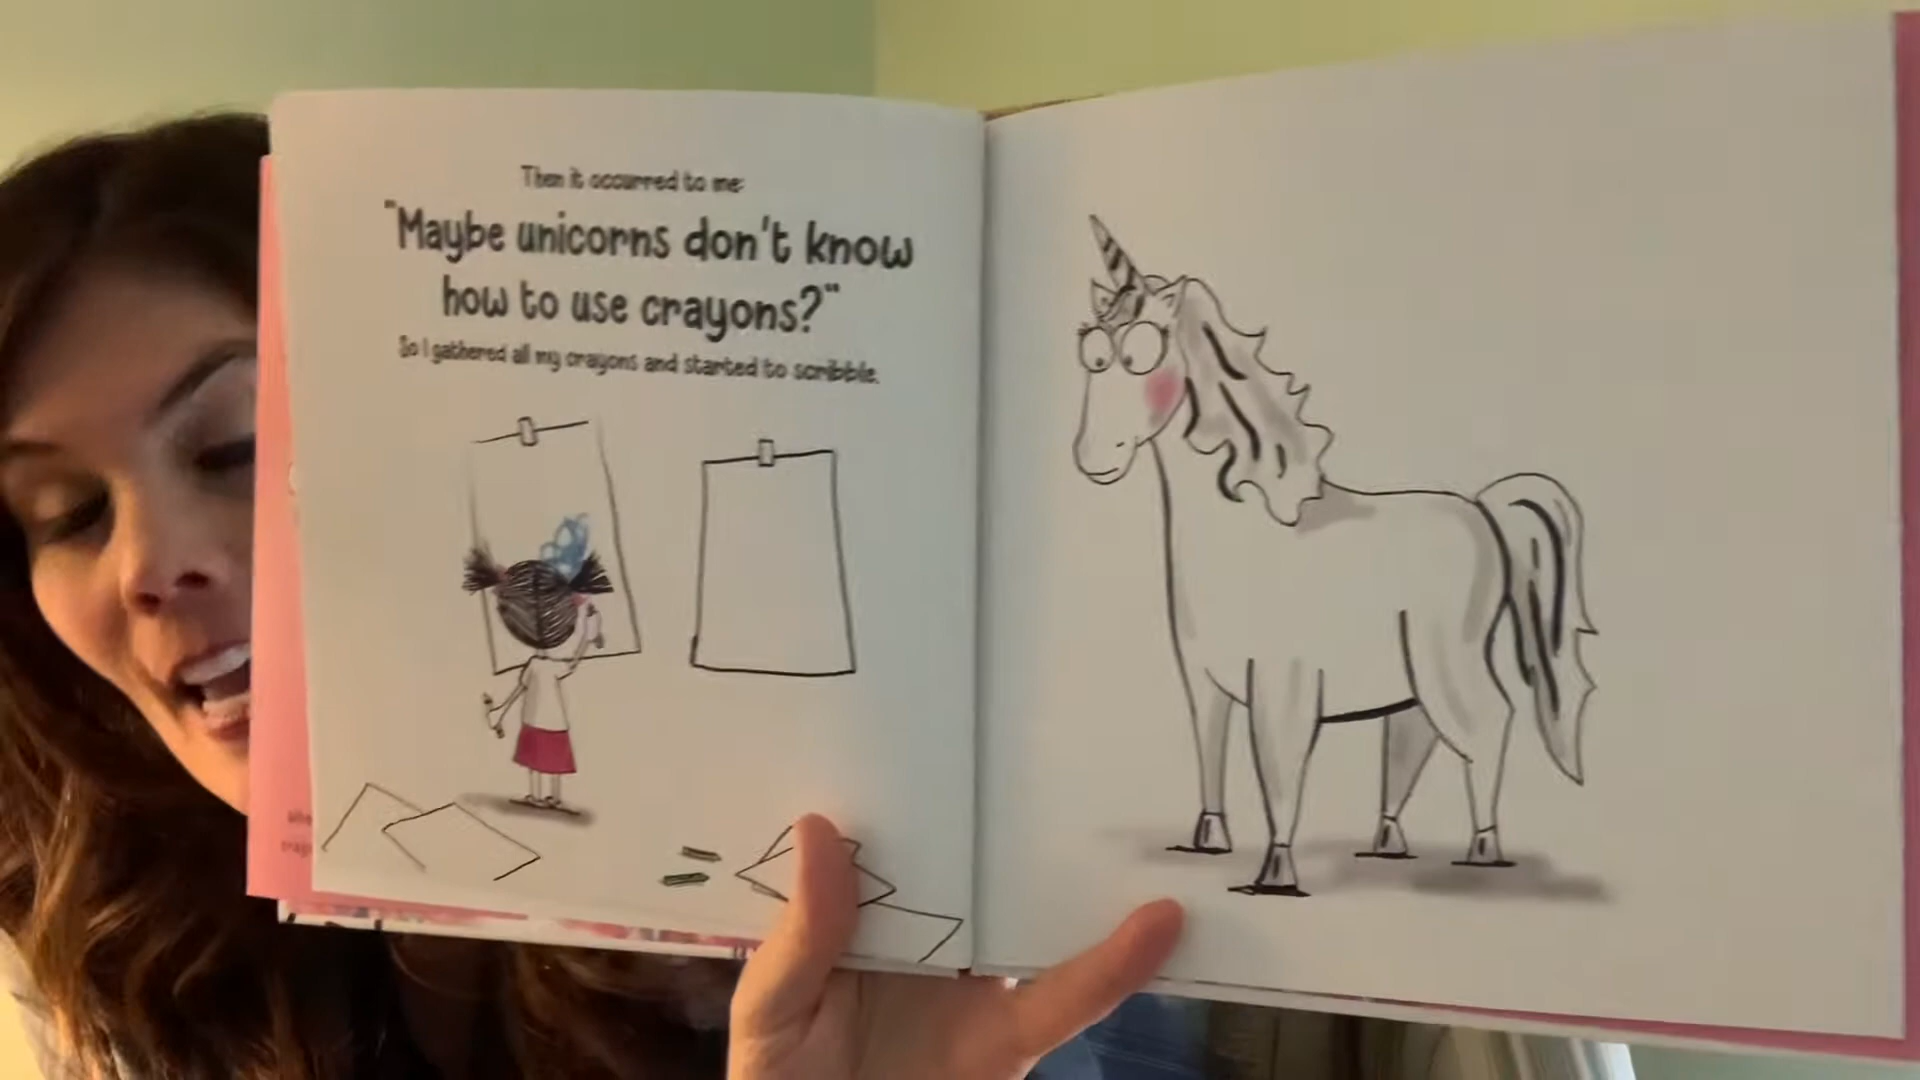 Then it occurred to me:
"Maybe unicorns don't know
how to use crayons?"
So I gathered all my crayons and started to scribble.